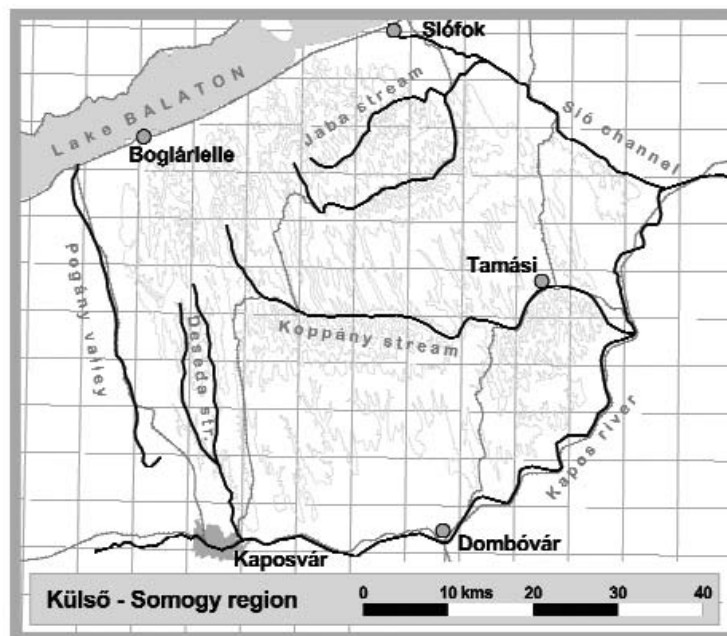 Slófok
Lake BALATON
Jaba stream
Boglárlelle
Sió channel
Pogány valley
Tamási
Deseda str.
Koppány stream
Kapos river
Dombóvár
Kaposvár
Külső - Somogy region
0 10 kms 20 30 40